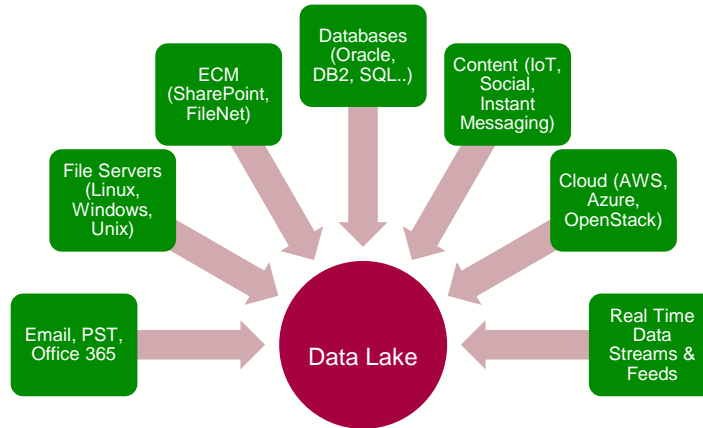 Databases
(Oracle,
DB2, SQL..)
ECM
(SharePoint,
FileNet)
Content (IoT,
Social,
Instant
Messaging)
File Servers
(Linux,
Windows,
Unix)
Cloud (AWS,
Azure,
OpenStack)
Email, PST,
Office 365
Data Lake
Real Time
Data
Streams &
Feeds